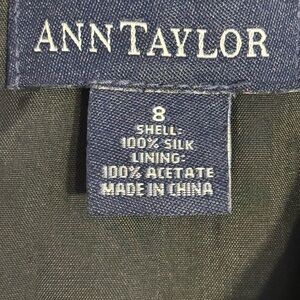 ANN TAYLOR
8
SHELL:
100% SILK
LINING:
100% ACETATE
MADE IN CHINA